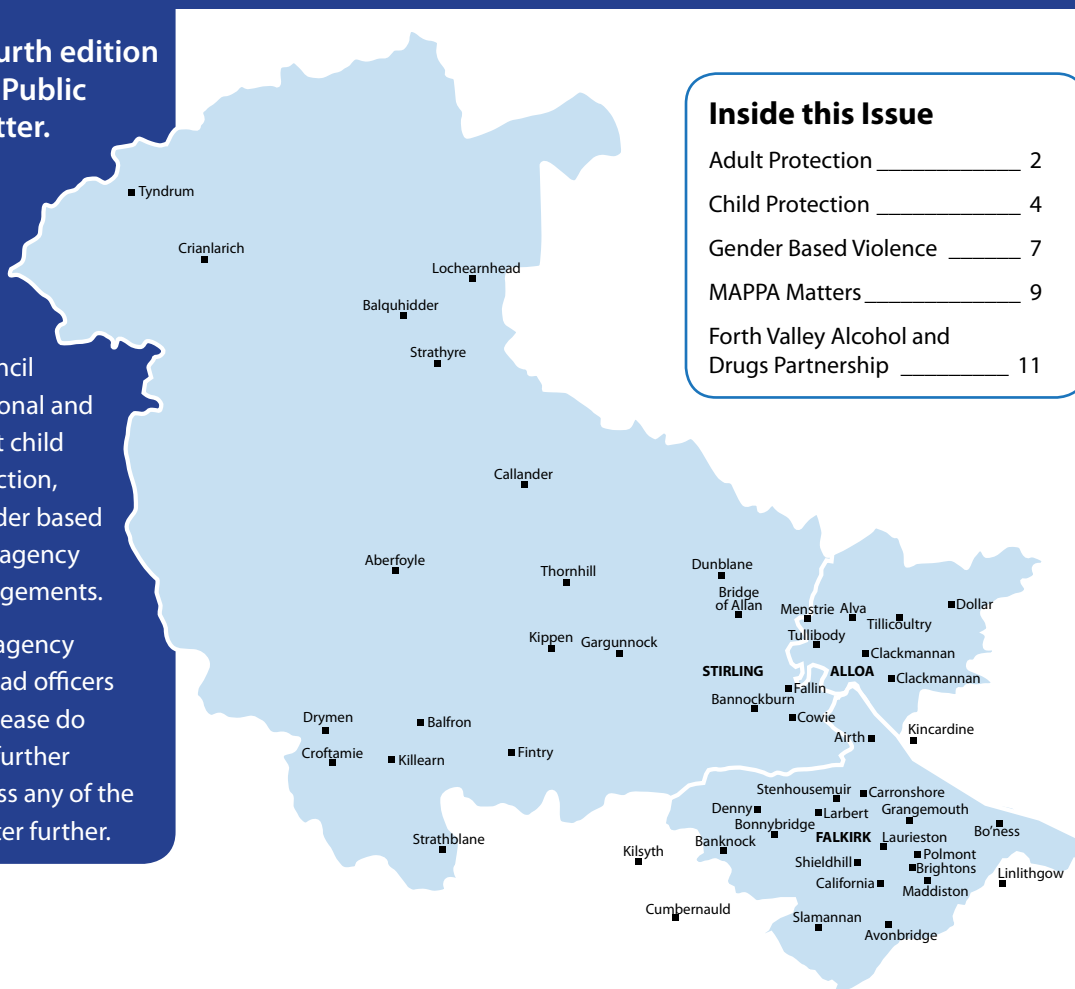 urth edition
Public
tter.
ncil
onal and
t child
ction,
der based
agency
gements.
agency
ad officers
ease do
urther
ss any of the
ter further.
Inside this Issue
Adult Protection ____________ 2
Child Protection ____________ 4
Gender Based Violence ______ 7
MAPPA Matters _____________ 9
Forth Valley Alcohol and
Drugs Partnership _________ 11
Tyndrum
Crianlarich
Lochearnhead
Balquhidder
Strathyre
Callander
Aberfoyle
Thornhill
Dunblane
Bridge
of Allan
Menstrie
Alva
Dollar
Tillicoultry
Tullibody
Kippen
Gargunnock
Clackmannan
STIRLING
ALLOA
Clackmannan
Fallin
Bannockburn
Cowie
Drymen
Balfron
Airth
Kincardine
Croftamie
Killearn
Fintry
Stenhousemuir
Carronshore
Denny
Larbert
Grangemouth
Bonnybridge
Bo'ness
Strathblane
Kilsyth
Banknock
FALKIRK
Laurieston
Polmont
Shieldhill
Brightons
Linlithgow
California
Maddiston
Cumbernauld
Slamannan
Avonbridge